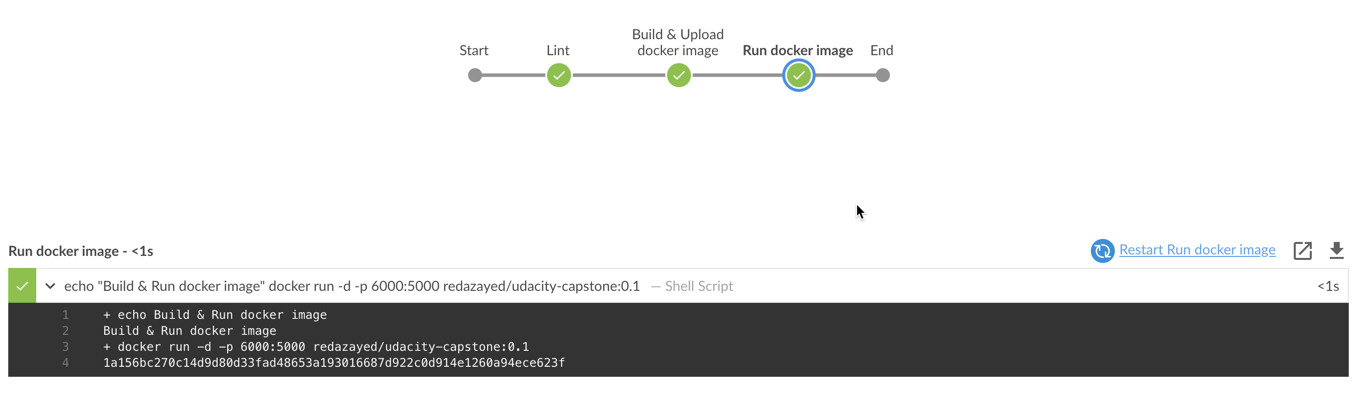 Start
Lint
Build & Upload
docker image
Run docker image
End
Run docker image - <1s
Restart Run docker image
echo "Build & Run docker image" docker run -d -p 6000:5000 redazayed/udacity-capstone:0.1 — Shell Script
<1s
1 + echo Build & Run docker image
2 Build & Run docker image
3 + docker run -d -p 6000:5000 redazayed/udacity-capstone:0.1
4 1a156bc270c14d9d80d33fad48653a193016687d922c0d914e1260a94ece623f